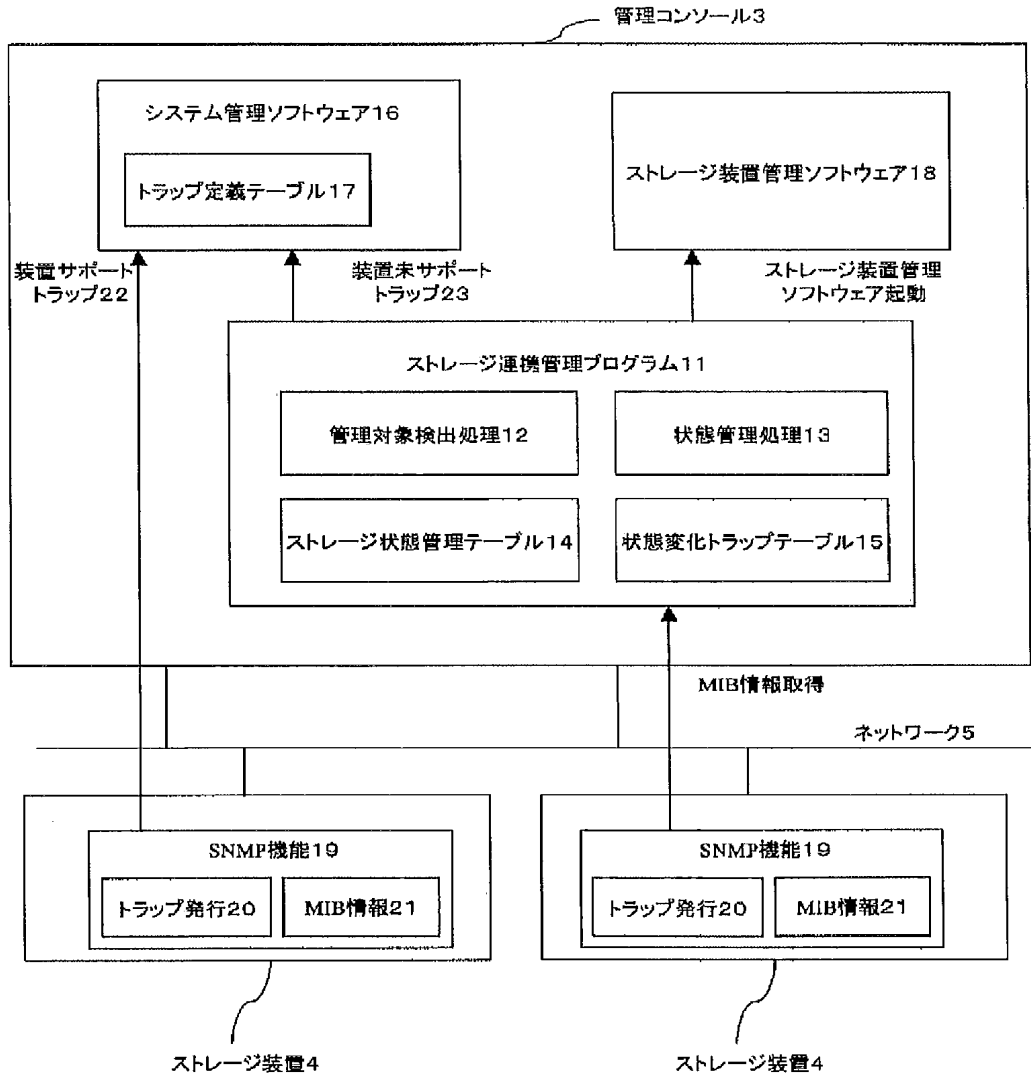 管理コンソール3
システム管理ソフトウェア16
トラップ定義テーブル17
ストレージ装置管理ソフトウェア18
装置サポート
トラップ22
装置未サポート
トラップ23
ストレージ装置管理
ソフトウェア起動
ストレージ連携管理プログラム11
管理対象検出処理12
状態管理処理13
ストレージ状態管理テーブル14
状態変化トラップテーブル15
MIB情報取得
ネットワーク5
SNMP機能19
トラップ発行20
MIB情報21
SNMP機能19
トラップ発行20
MIB情報21
ストレージ装置4
ストレージ装置4